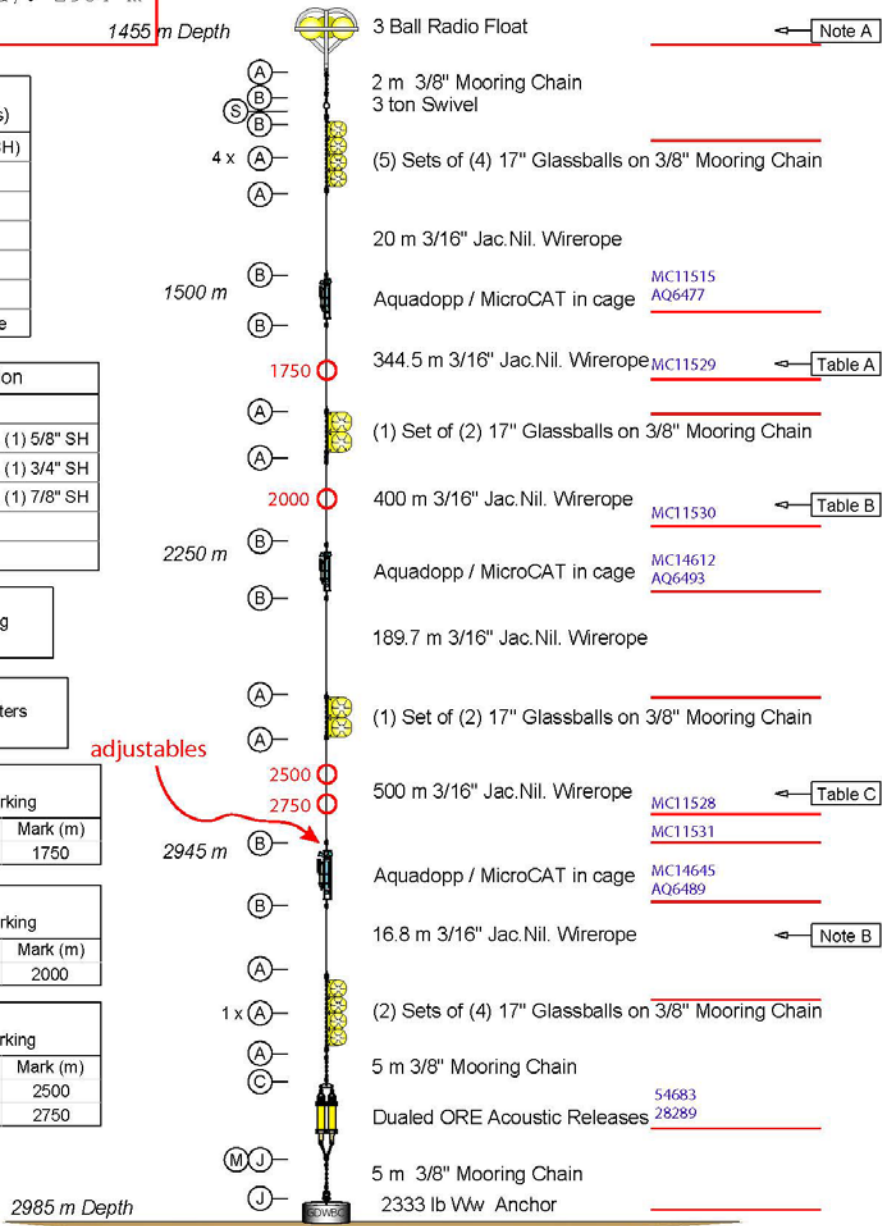 1455 m Depth
3 Ball Radio Float
Note A
s)
SH)
A
B
S
B
2 m 3/8" Mooring Chain
3 ton Swivel
4 x A
(5) Sets of (4) 17" Glassballs on 3/8" Mooring Chain
A
20 m 3/16" Jac.Nil. Wirerope
B
1500 m
Aquadopp / MicroCAT in cage
MC11515
AQ6477
e
B
1750
344.5 m 3/16" Jac.Nil. Wirerope
MC11529
Table A
on
A
(1) Set of (2) 17" Glassballs on 3/8" Mooring Chain
(1) 5/8" SH
A
(1) 3/4" SH
(1) 7/8" SH
2000
400 m 3/16" Jac.Nil. Wirerope
MC11530
Table B
B
2250 m
Aquadopp / MicroCAT in cage
MC14612
AQ6493
B
g
189.7 m 3/16" Jac.Nil. Wirerope
A
ters
(1) Set of (2) 17" Glassballs on 3/8" Mooring Chain
A
adjustables
2500
2750
500 m 3/16" Jac.Nil. Wirerope
MC11528
Table C
MC11531
rking
Mark (m)
1750
B
2945 m
Aquadopp / MicroCAT in cage
MC14645
AQ6489
B
16.8 m 3/16" Jac.Nil. Wirerope
Note B
rking
Mark (m)
2000
A
1 x A
(2) Sets of (4) 17" Glassballs on 3/8" Mooring Chain
rking
Mark (m)
2500
2750
A
5 m 3/8" Mooring Chain
C
Dualed ORE Acoustic Releases
54683
28289
M J
5 m 3/8" Mooring Chain
J
2333 lb Ww Anchor
GDWBC
2985 m Depth